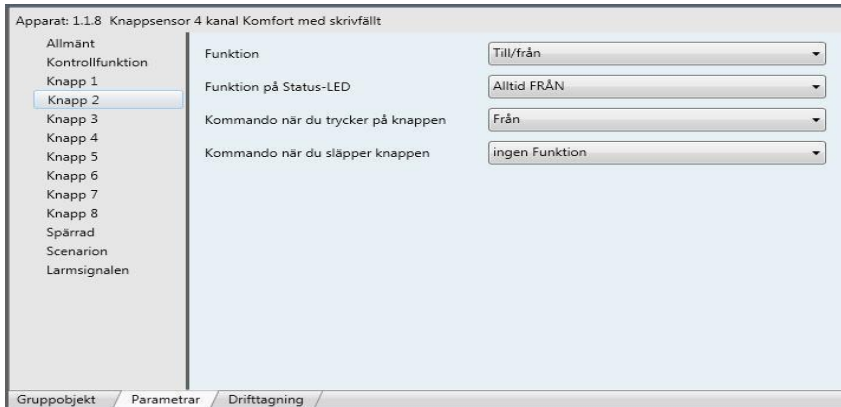 Apparat: 1.1.8 Knappsensor 4 kanal Komfort med skrivfällt
Allmänt
Kontrollfunktion
Knapp 1
Knapp 2
Knapp 3
Knapp 4
Knapp 5
Knapp 6
Knapp 7
Knapp 8
Spärrad
Scenarion
Larmsignalen
Funktion Till/från
Funktion på Status-LED Alltid FRÅN
Kommando när du trycker på knappen Från
Kommando när du släpper knappen ingen Funktion
Gruppobjekt Parametrar Drifttagning